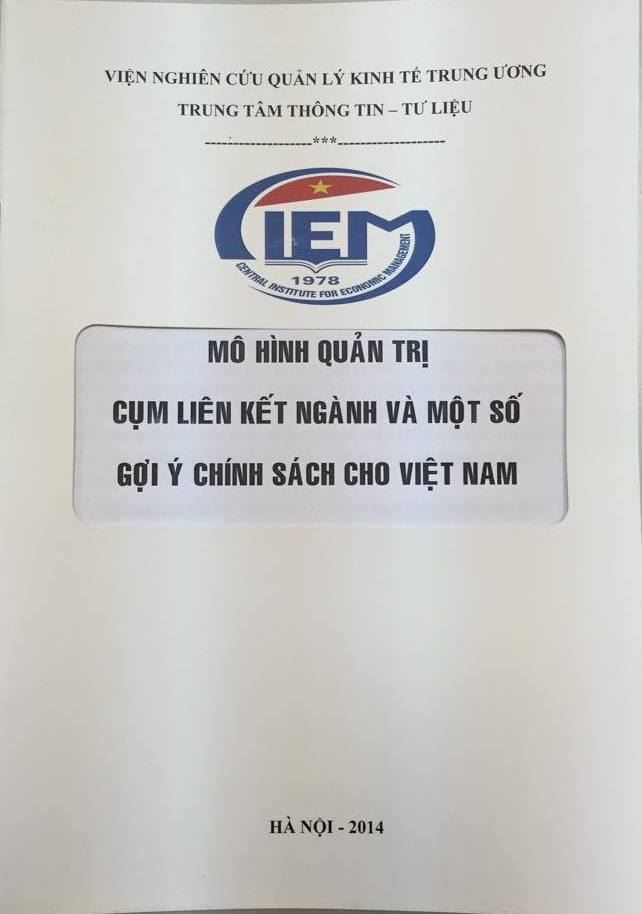 VIỆN NGHIÊN CỨU QUẢN LÝ KINH TẾ TRUNG ƯƠNG
TRUNG TÂM THÔNG TIN – TƯ LIỆU
-------------------***-------------------
CIEM
1978
CENTRAL INSTITUTE FOR ECONOMIC MANAGEMENT
MÔ HÌNH QUẢN TRỊ
CỤM LIÊN KẾT NGÀNH VÀ MỘT SỐ
GỢI Ý CHÍNH SÁCH CHO VIỆT NAM
HÀ NỘI - 2014